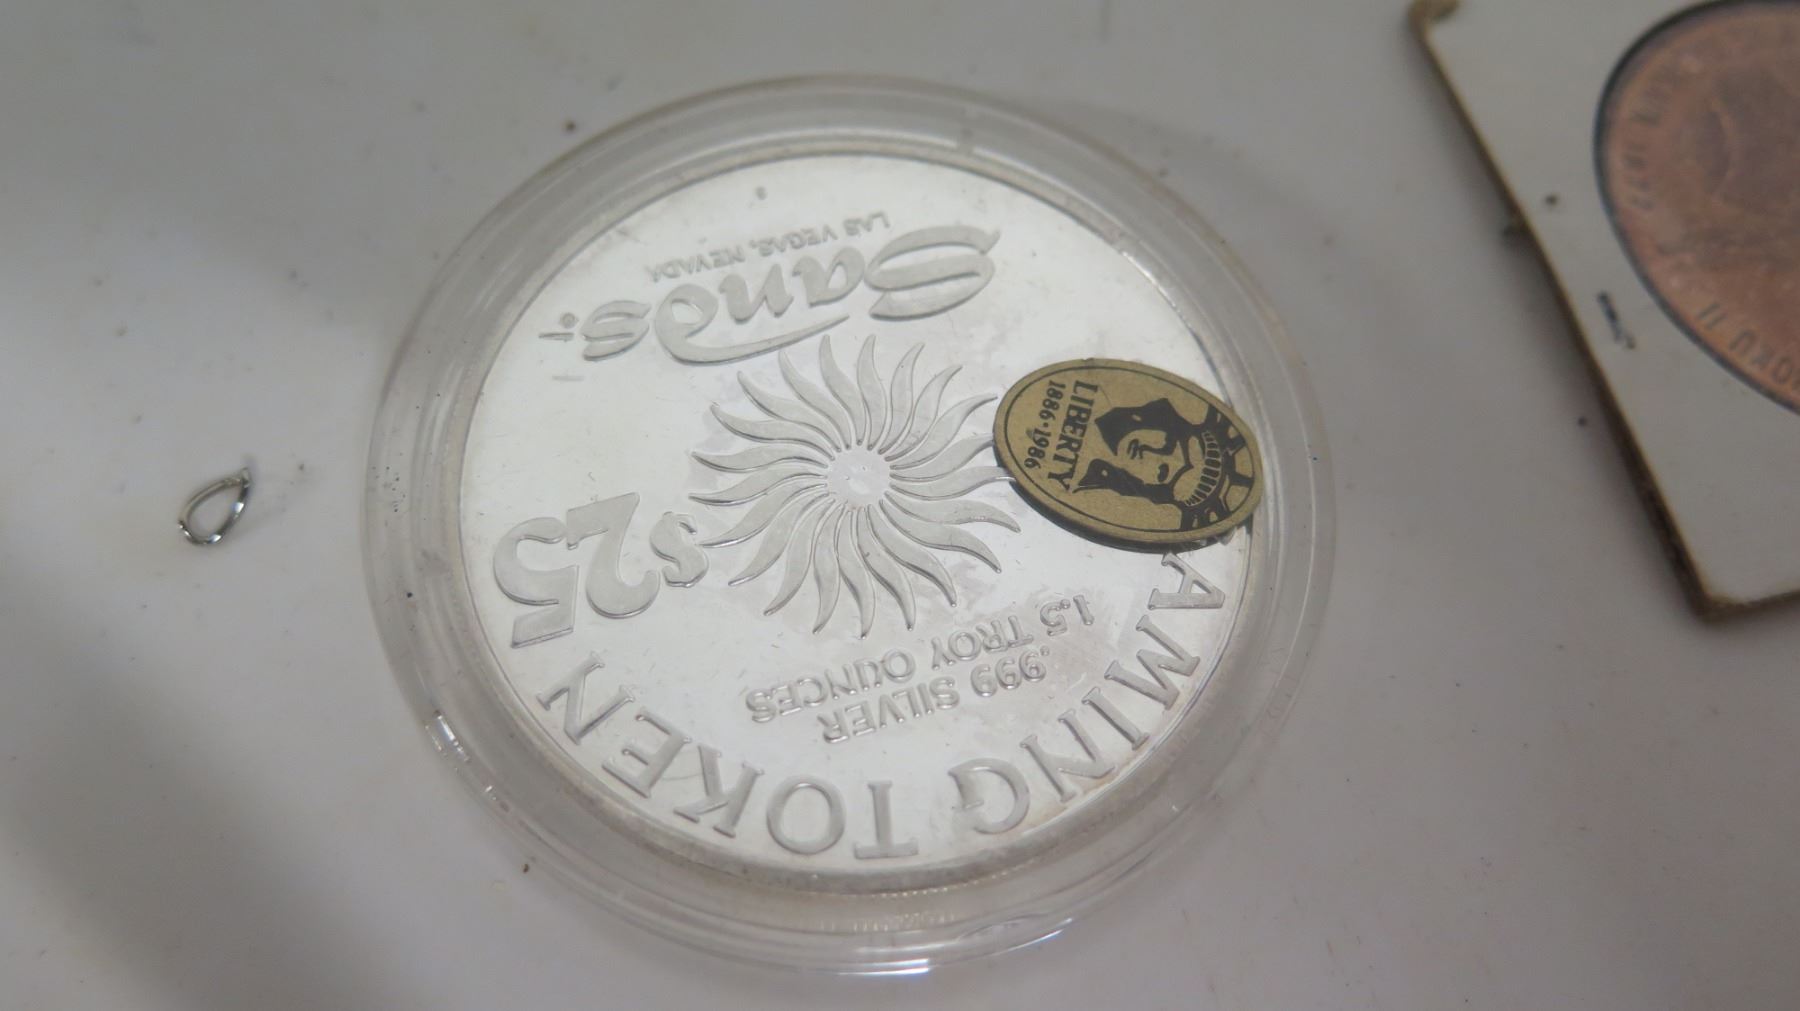 Sands
LAS VEGAS, NEVADA
$25
.999 SILVER
1.5 TROY OUNCES
AMING TOKEN
LIBERTY
1886•1986